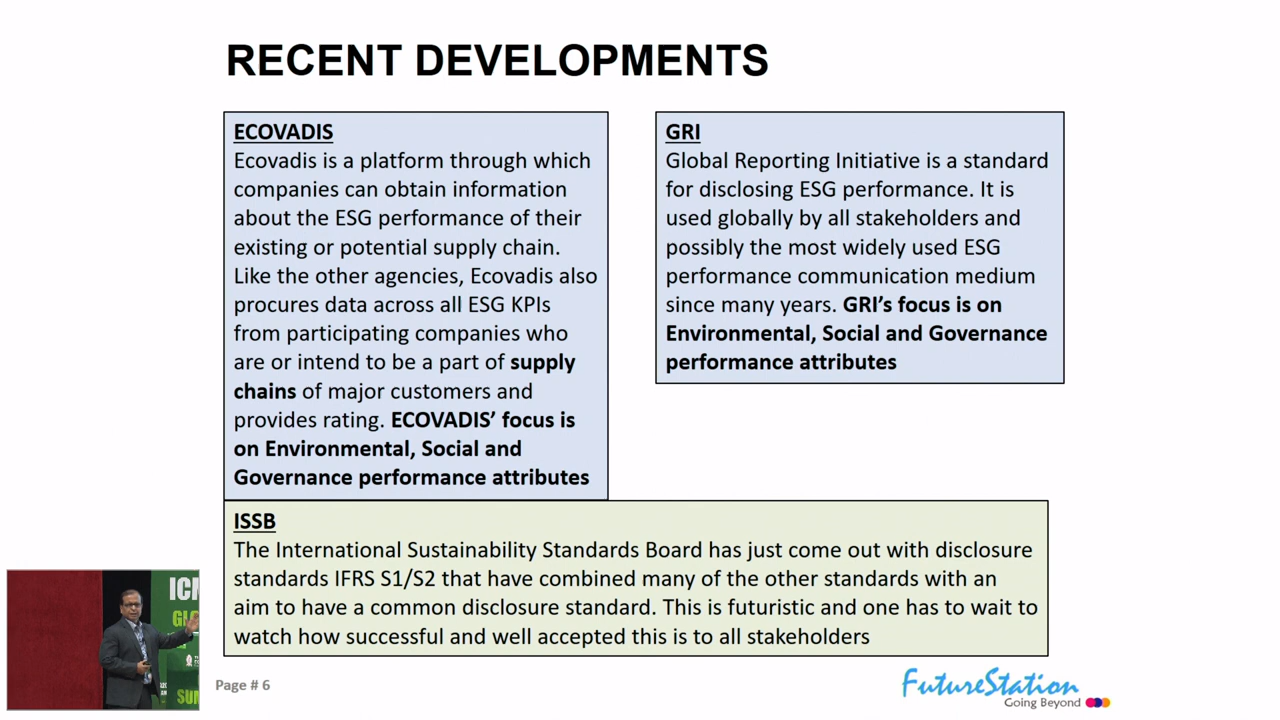 RECENT DEVELOPMENTS
ECOVADIS
Ecovadis is a platform through which
companies can obtain information
about the ESG performance of their
existing or potential supply chain.
Like the other agencies, Ecovadis also
procures data across all ESG KPIs
from participating companies who
are or intend to be a part of supply
chains of major customers and
provides rating. ECOVADIS’ focus is
on Environmental, Social and
Governance performance attributes
GRI
Global Reporting Initiative is a standard
for disclosing ESG performance. It is
used globally by all stakeholders and
possibly the most widely used ESG
performance communication medium
since many years. GRI’s focus is on
Environmental, Social and Governance
performance attributes
ISSB
The International Sustainability Standards Board has just come out with disclosure
standards IFRS S1/S2 that have combined many of the other standards with an
aim to have a common disclosure standard. This is futuristic and one has to wait to
watch how successful and well accepted this is to all stakeholders
ICM
GLO
SUM
Page # 6
FutureStation
Going Beyond